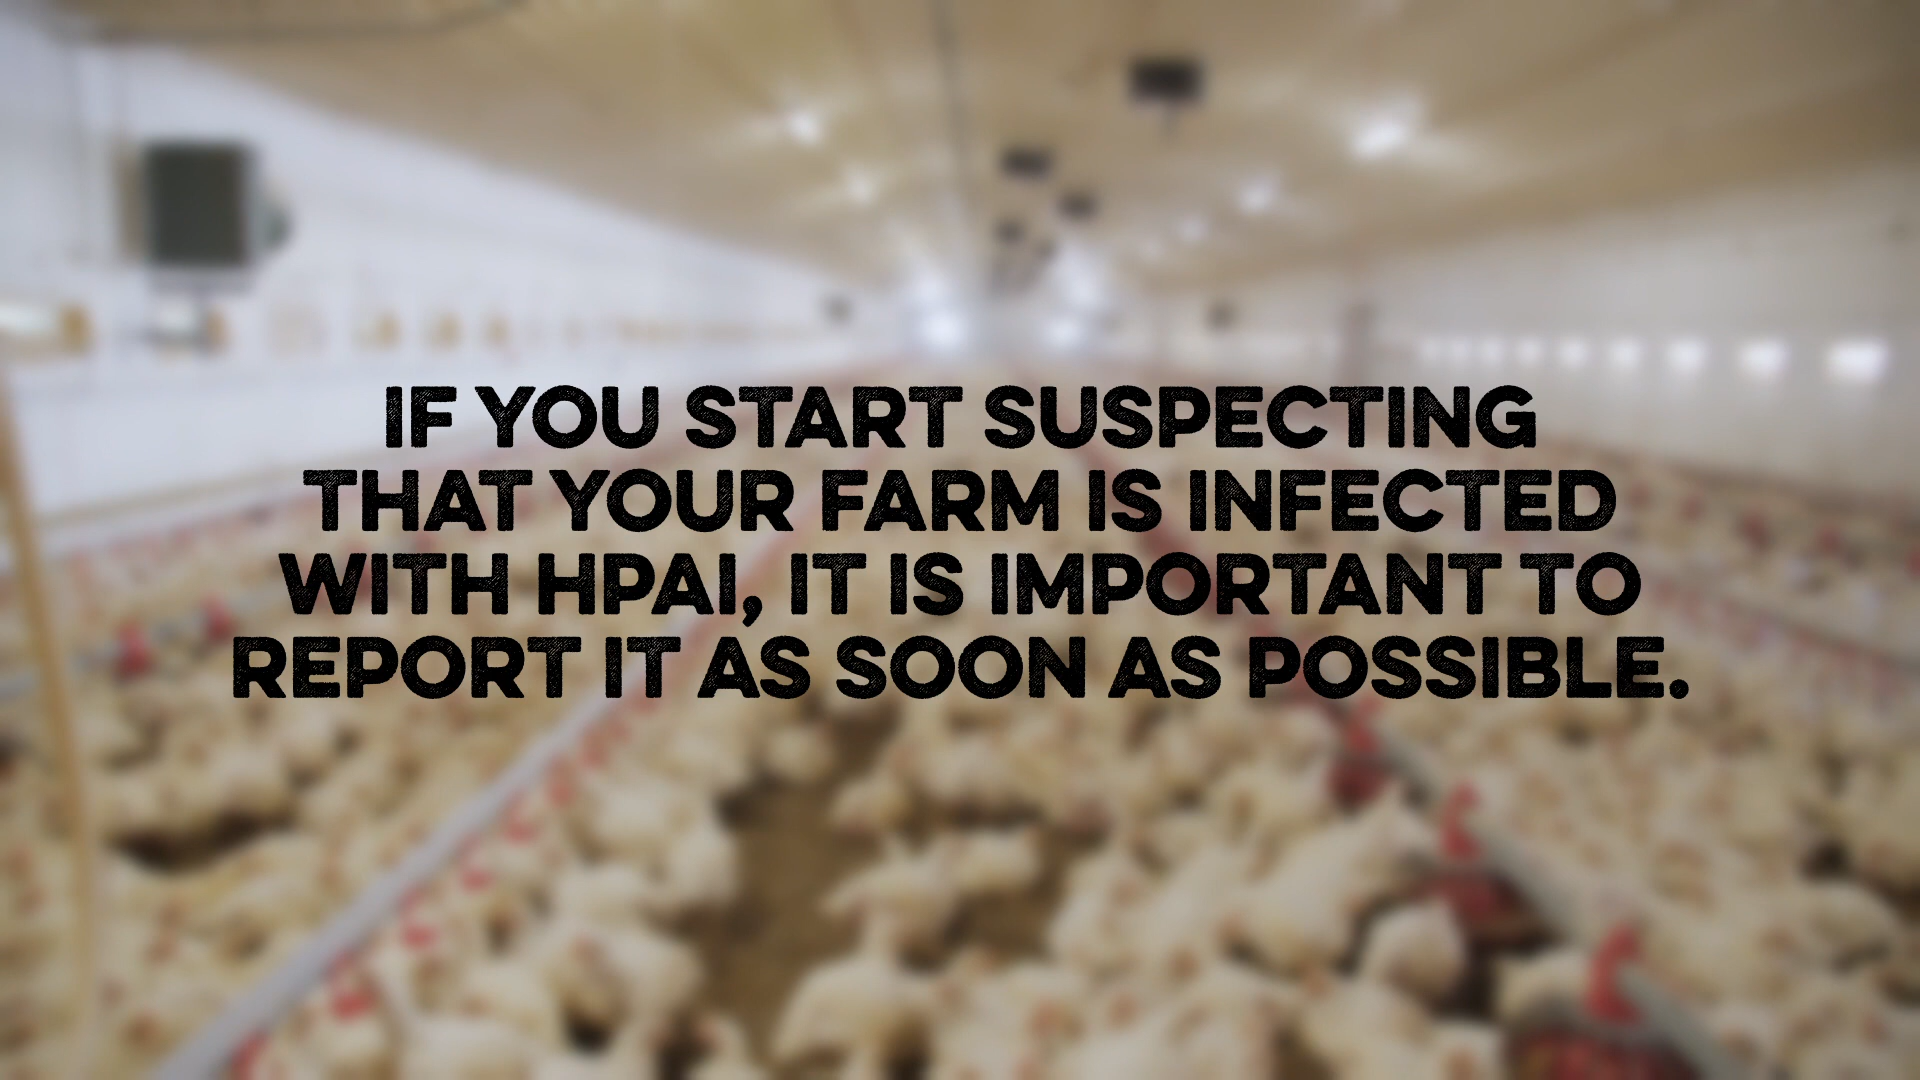 IF YOU START SUSPECTING
THAT YOUR FARM IS INFECTED
WITH HPAI, IT IS IMPORTANT TO
REPORT IT AS SOON AS POSSIBLE.